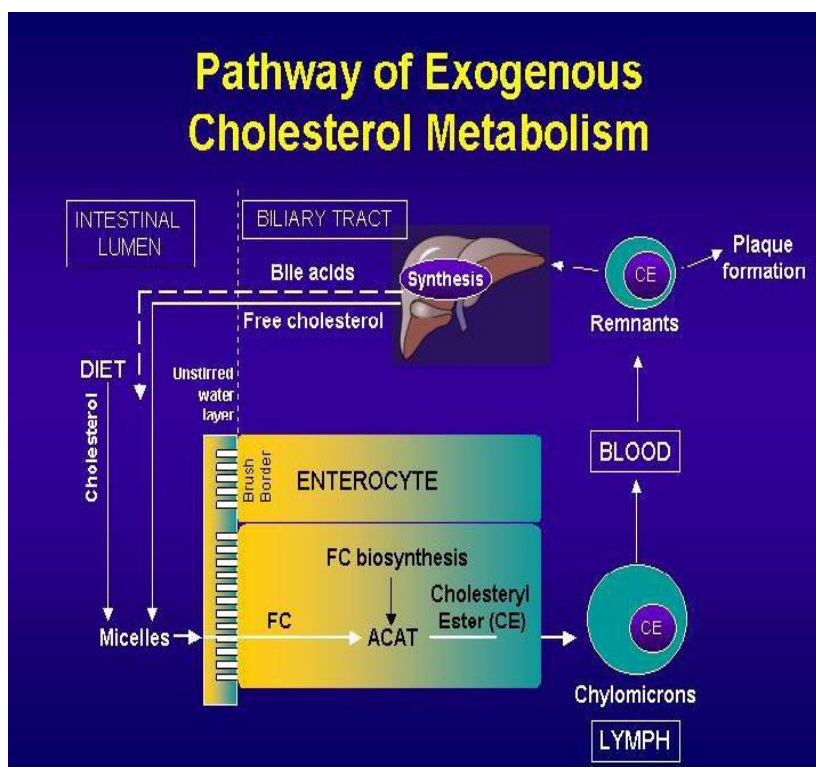 Pathway of Exogenous
Cholesterol Metabolism
INTESTINAL
LUMEN
BILIARY TRACT
Bile acids
Free cholesterol
Synthesis
CE
Remnants
Plaque
formation
DIET
Cholesterol
Unstirred
water
layer
Brush
Border
ENTEROCYTE
BLOOD
FC biosynthesis
Cholesteryl
Ester (CE)
Micelles
FC
ACAT
CE
Chylomicrons
LYMPH